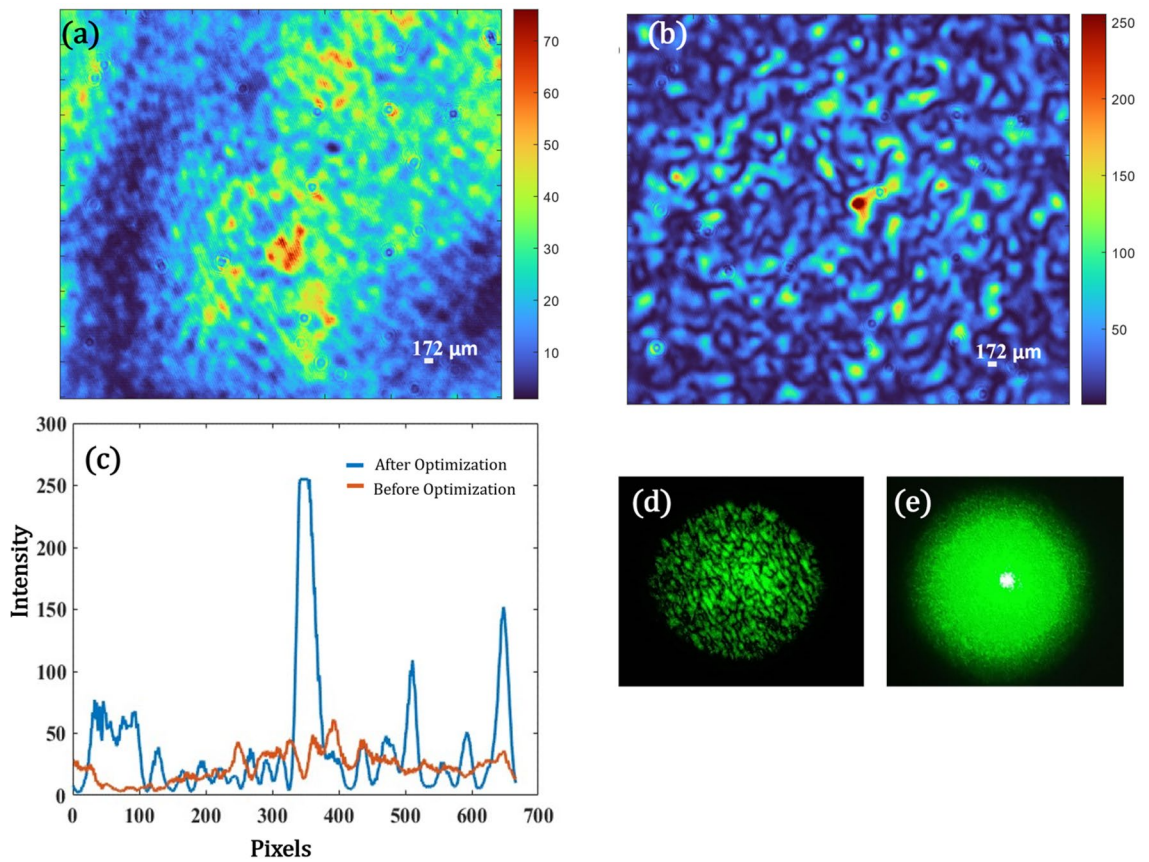 (a)
70
60
50
40
30
20
10
172 µm
(b)
250
200
150
100
50
172 µm
(c)
After Optimization
Before Optimization
300
250
200
150
100
50
0
Intensity
0 100 200 300 400 500 600 700
Pixels
(d)
(e)